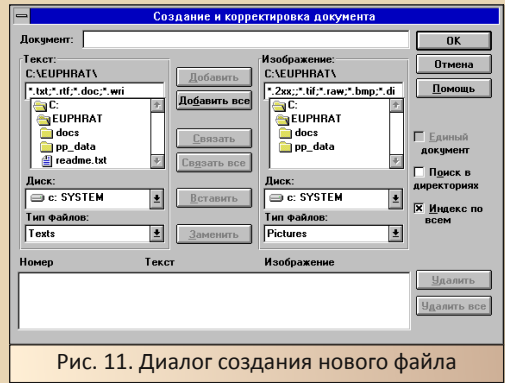 Создание и корректировка документа
Документ:
OK
Текст:
C:\EUPHRAT\
*.txt;*.rtf;*.doc;*.wri
C:
EUPHRAT
docs
pp_data
readme.txt
Диск:
c: SYSTEM
Тип файлов:
Texts
Добавить
Добавить все
Связать
Связать все
Вставить
Заменить
Изображение:
C:\EUPHRAT\
*.2xx;;*.tif;*.raw;*.bmp;*.di
C:
EUPHRAT
docs
pp_data
Диск:
c: SYSTEM
Тип файлов:
Pictures
Отмена
Помощь
Единый
документ
Поиск в
директориях
Индекс по
всем
Номер Текст Изображение
Удалить
Удалить все
Рис. 11. Диалог создания нового файла